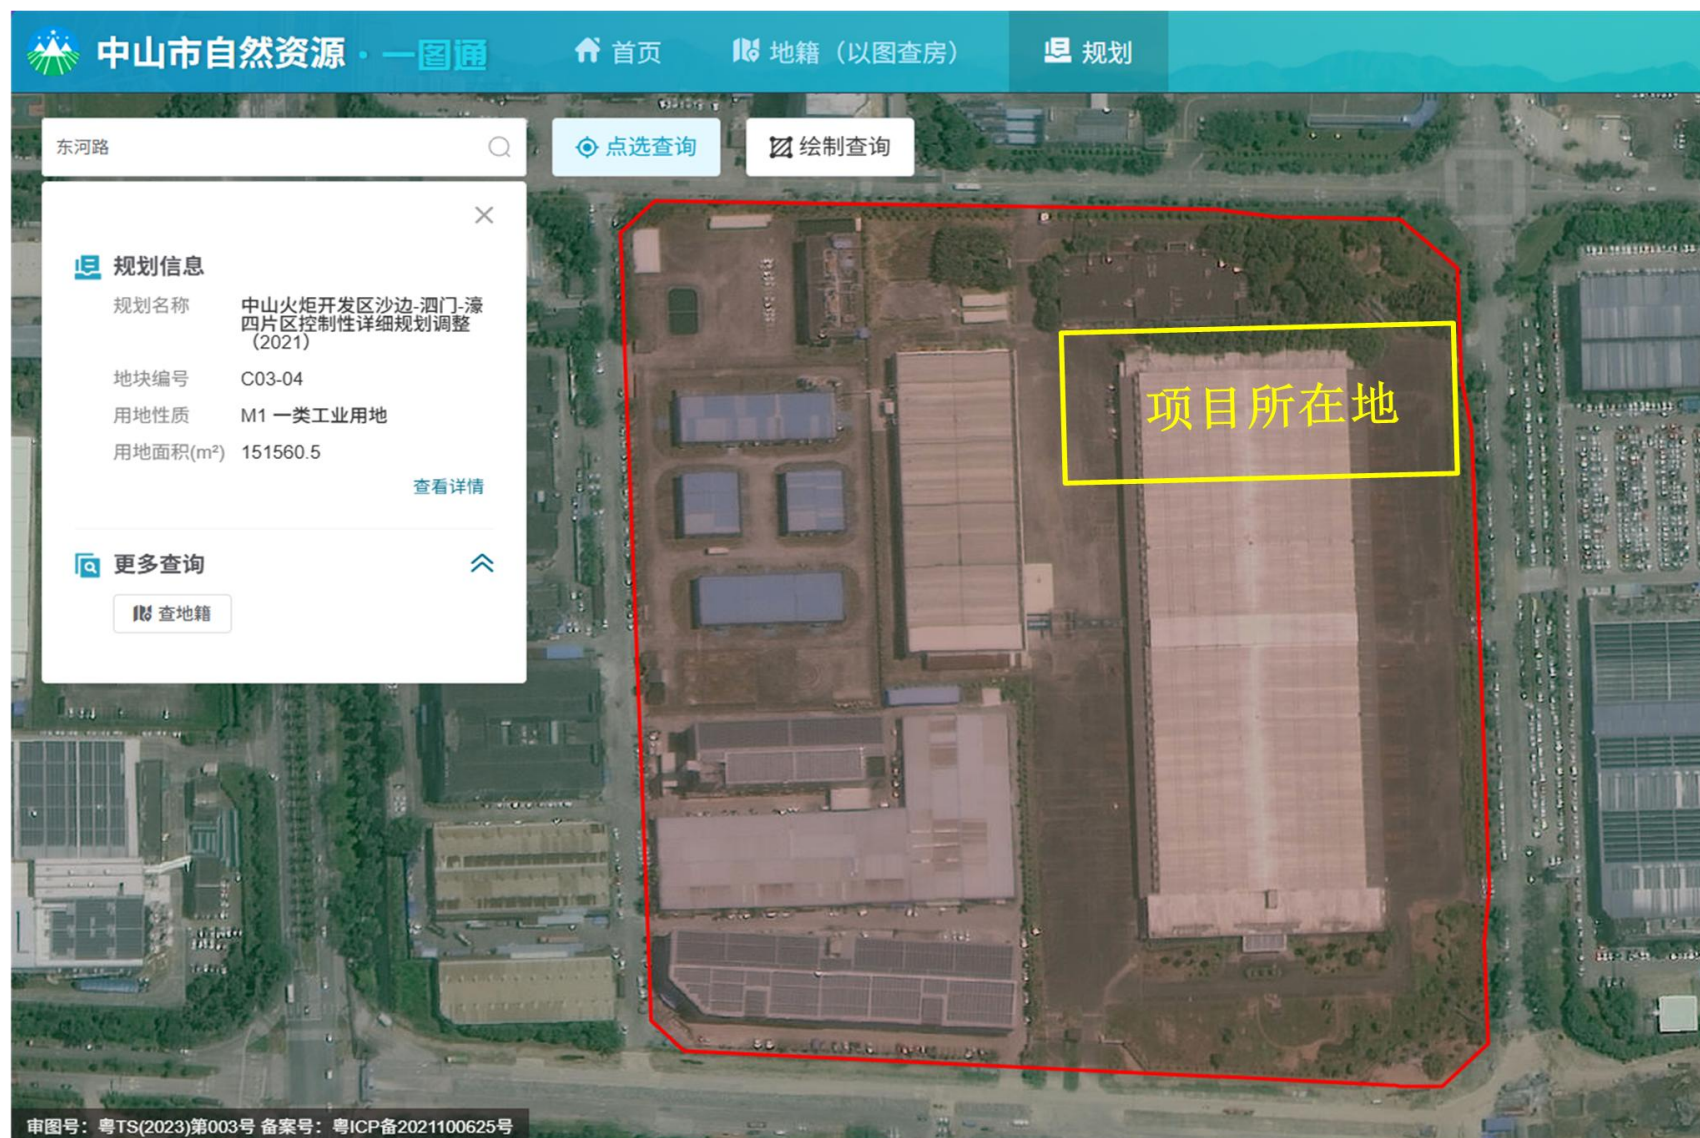 中山市自然资源·一图通
首页
地籍（以图查房）
规划
东河路
点选查询
绘制查询
规划信息
规划名称
中山火炬开发区沙边-泗门-濠
四片区控制性详细规划调整
（2021）
地块编号 C03-04
用地性质 M1 一类工业用地
用地面积(m²) 151560.5
查看详情
更多查询
查地籍
项目所在地
审图号：粤TS(2023)第003号 备案号：粤ICP备2021100625号